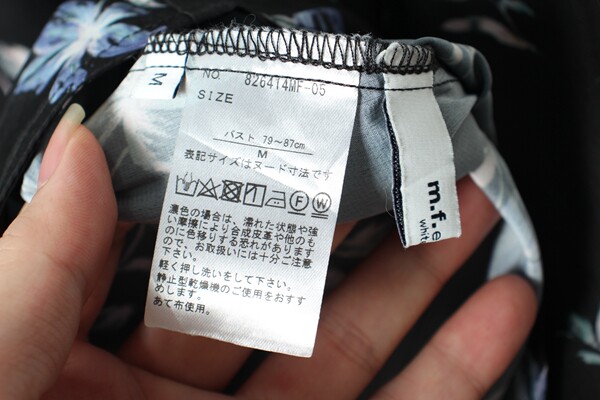 M
NO. 826414MF-05
SIZE
バスト 79〜87cm
M
表記サイズはヌード寸法です
F W
濃色の場合は、濡れた状態や強
い摩擦により合成皮革や他のも
のに色移りする恐れがあります
ので、お取扱いには十分ご注意
下さい。
軽く押し洗いをして下さい。
静止型乾燥機のご使用をおすす
めします。
あて布使用。
m.f.e
white